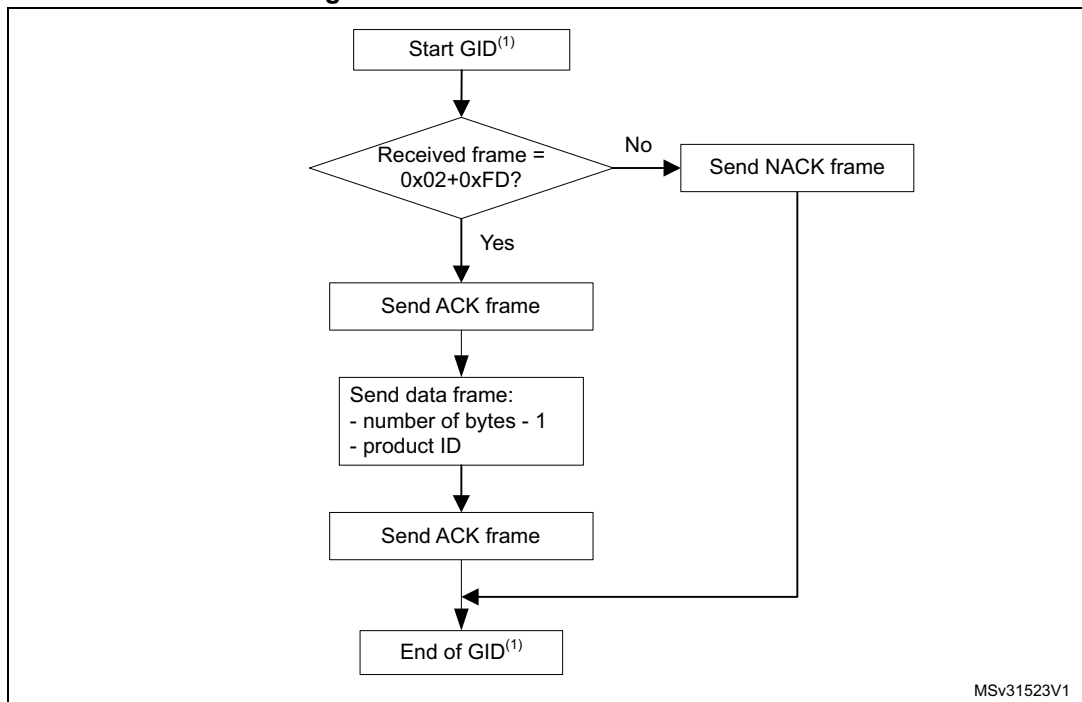 Start GID(1)
Received frame =
0x02+0xFD?
No
Send NACK frame
Yes
Send ACK frame
Send data frame:
- number of bytes - 1
- product ID
Send ACK frame
End of GID(1)
MSv31523V1